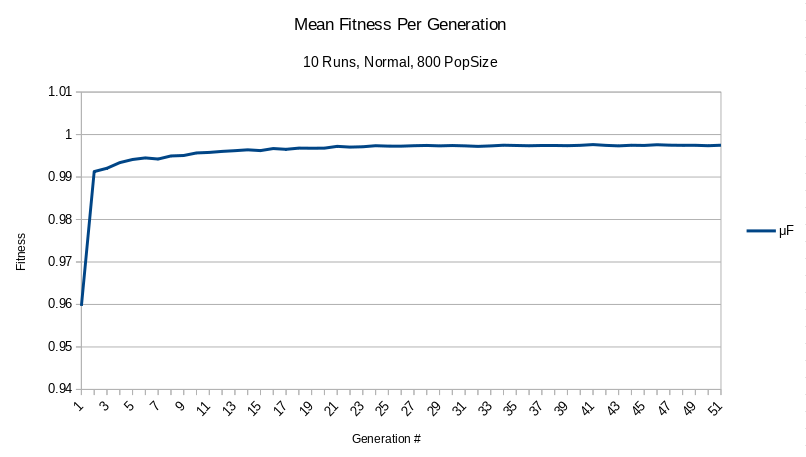 Mean Fitness Per Generation
10 Runs, Normal, 800 PopSize
1.01
1
0.99
0.98
0.97
0.96
0.95
0.94
Fitness
µF
1 3 5 7 9 11 13 15 17 19 21 23 25 27 29 31 33 35 37 39 41 43 45 47 49 51
Generation #